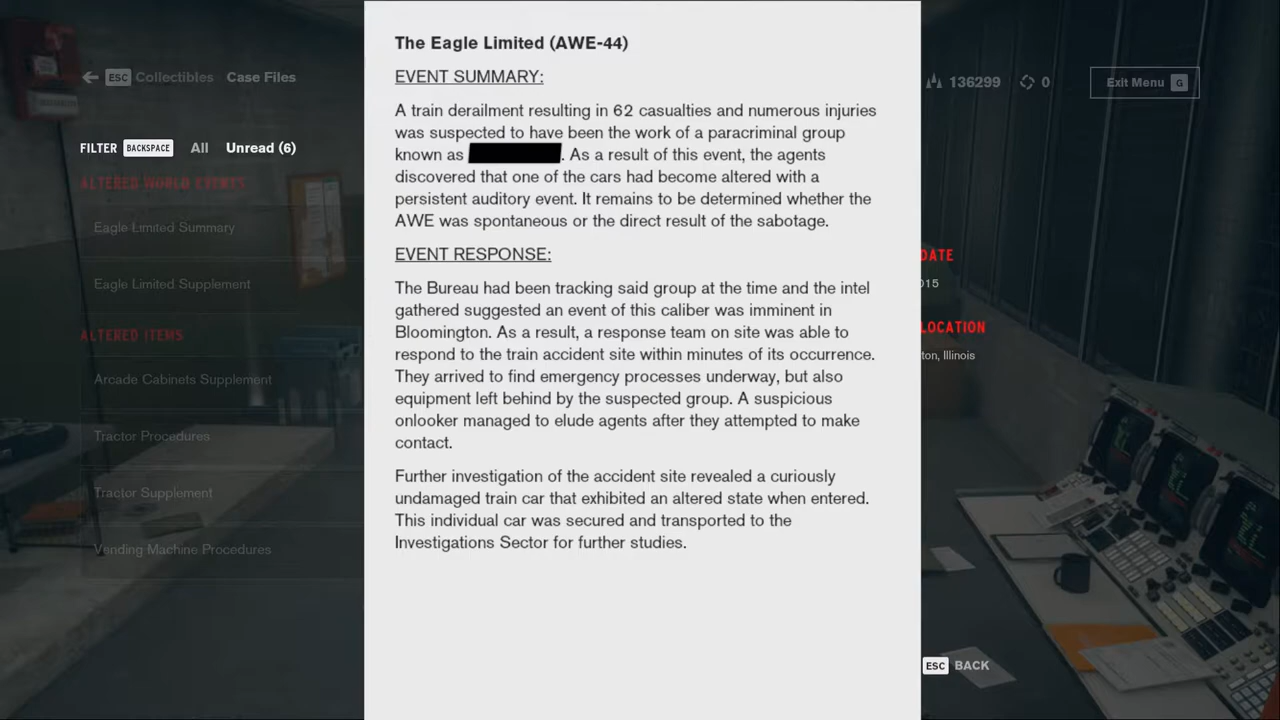 The Eagle Limited (AWE-44)
EVENT SUMMARY:
A train derailment resulting in 62 casualties and numerous injuries
was suspected to have been the work of a paracriminal group
known as . As a result of this event, the agents
discovered that one of the cars had become altered with a
persistent auditory event. It remains to be determined whether the
AWE was spontaneous or the direct result of the sabotage.
EVENT RESPONSE:
The Bureau had been tracking said group at the time and the intel
gathered suggested an event of this caliber was imminent in
Bloomington. As a result, a response team on site was able to
respond to the train accident site within minutes of its occurrence.
They arrived to find emergency processes underway, but also
equipment left behind by the suspected group. A suspicious
onlooker managed to elude agents after they attempted to make
contact.
Further investigation of the accident site revealed a curiously
undamaged train car that exhibited an altered state when entered.
This individual car was secured and transported to the
Investigations Sector for further studies.
ESC Collectibles Case Files
FILTER BACKSPACE All Unread (6)
ALTERED WORLD EVENTS
Eagle Limited Summary
Eagle Limited Supplement
ALTERED ITEMS
Arcade Cabinets Supplement
Tractor Procedures
Tractor Supplement
Vending Machine Procedures
136299 0
Exit Menu G
DATE
015
LOCATION
ton, Illinois
ESC BACK